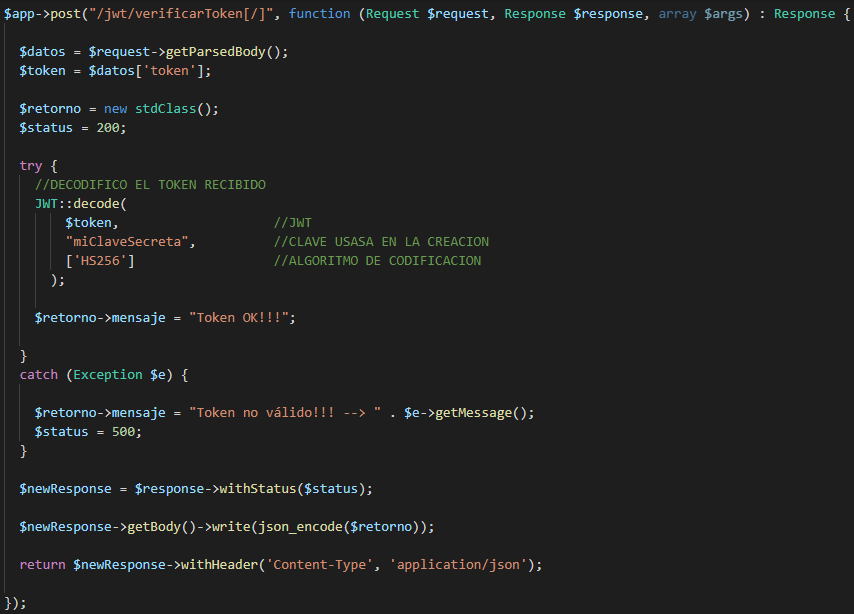 $app->post("/jwt/verificarToken[/]", function (Request $request, Response $response, array $args) : Response {
$datos = $request->getParsedBody();
$token = $datos['token'];
$retorno = new stdClass();
$status = 200;
try {
//DECODIFICO EL TOKEN RECIBIDO
JWT::decode(
$token, //JWT
"miClaveSecreta", //CLAVE USASA EN LA CREACION
['HS256'] //ALGORITMO DE CODIFICACION
);
$retorno->mensaje = "Token OK!!!";
}
catch (Exception $e) {
$retorno->mensaje = "Token no válido!!! --> " . $e->getMessage();
$status = 500;
}
$newResponse = $response->withStatus($status);
$newResponse->getBody()->write(json_encode($retorno));
return $newResponse->withHeader('Content-Type', 'application/json');
});